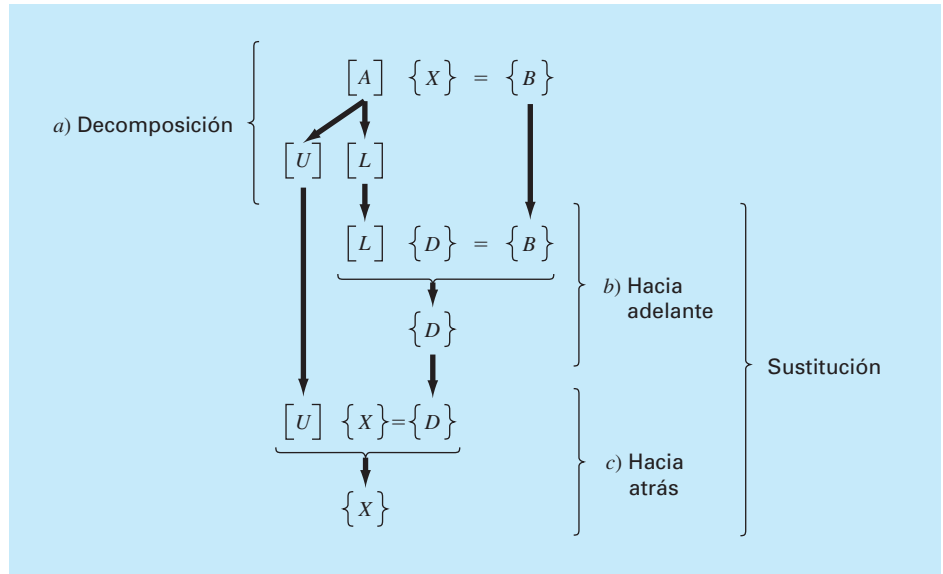 [A] {X} = {B}
a) Decomposición
[U] [L]
[L] {D} = {B}
b) Hacia
adelante
{D}
Sustitución
[U] {X}={D}
c) Hacia
atrás
{X}